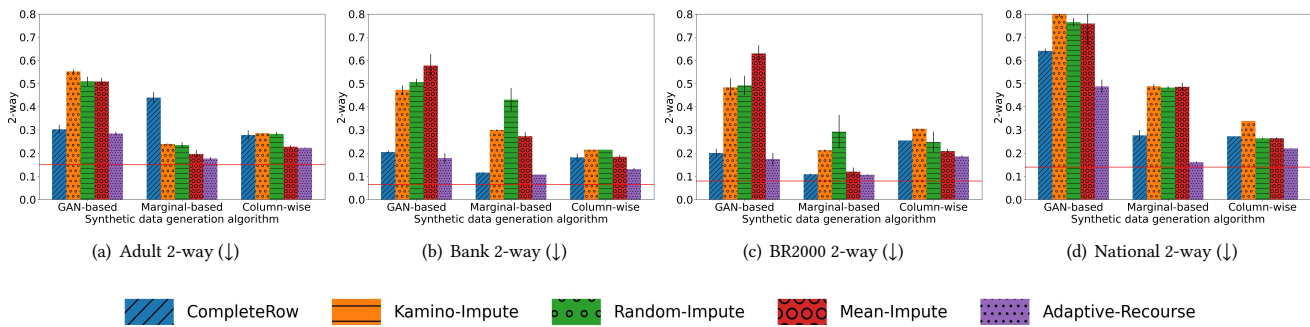 0.8
0.7
0.6
0.5
0.4
0.3
0.2
0.1
0.0
2-way
GAN-based Marginal-based Column-wise
Synthetic data generation algorithm
(a) Adult 2-way (↓)
0.8
0.7
0.6
0.5
0.4
0.3
0.2
0.1
0.0
2-way
GAN-based Marginal-based Column-wise
Synthetic data generation algorithm
(b) Bank 2-way (↓)
0.8
0.7
0.6
0.5
0.4
0.3
0.2
0.1
0.0
2-way
GAN-based Marginal-based Column-wise
Synthetic data generation algorithm
(c) BR2000 2-way (↓)
0.8
0.7
0.6
0.5
0.4
0.3
0.2
0.1
0.0
2-way
GAN-based Marginal-based Column-wise
Synthetic data generation algorithm
(d) National 2-way (↓)
CompleteRow Kamino-Impute Random-Impute Mean-Impute Adaptive-Recourse